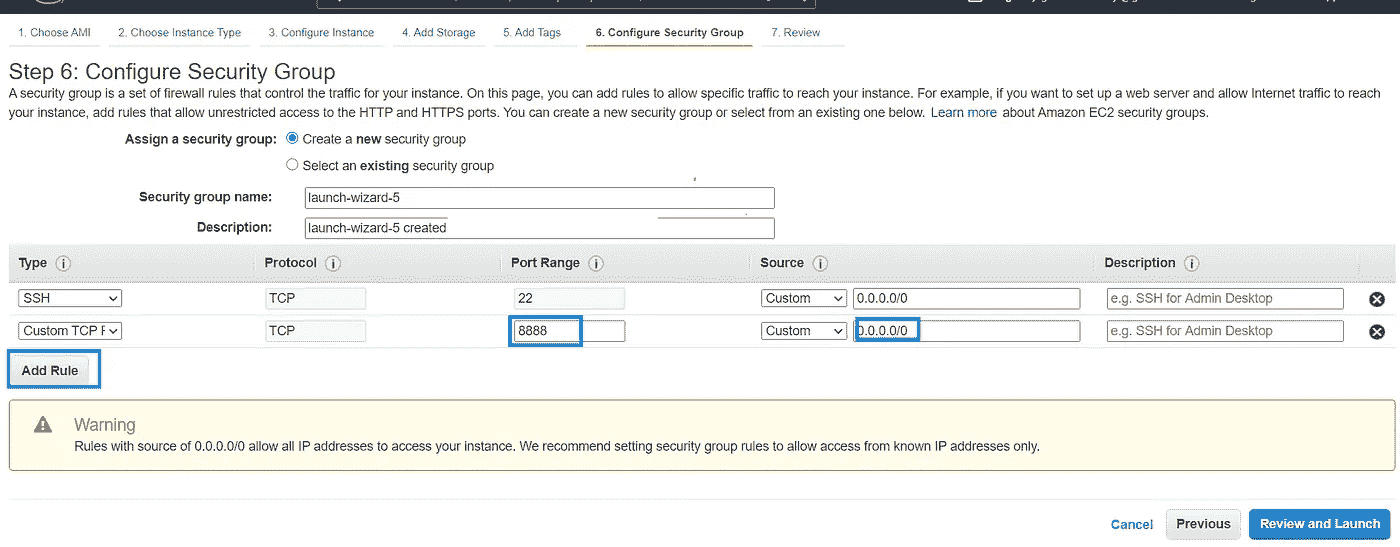 1. Choose AMI 2. Choose Instance Type 3. Configure Instance 4. Add Storage 5. Add Tags 6. Configure Security Group 7. Review
Step 6: Configure Security Group
A security group is a set of firewall rules that control the traffic for your instance. On this page, you can add rules to allow specific traffic to reach your instance. For example, if you want to set up a web server and allow Internet traffic to reach
your instance, add rules that allow unrestricted access to the HTTP and HTTPS ports. You can create a new security group or select from an existing one below. Learn more about Amazon EC2 security groups.
Assign a security group: Create a new security group
Select an existing security group
Security group name: launch-wizard-5
Description: launch-wizard-5 created
Type Protocol Port Range Source Description
SSH TCP 22 Custom 0.0.0.0/0 e.g. SSH for Admin Desktop
Custom TCP F TCP 8888 Custom 0.0.0.0/0 e.g. SSH for Admin Desktop
Add Rule
Warning
Rules with source of 0.0.0.0/0 allow all IP addresses to access your instance. We recommend setting security group rules to allow access from known IP addresses only.
Cancel Previous Review and Launch